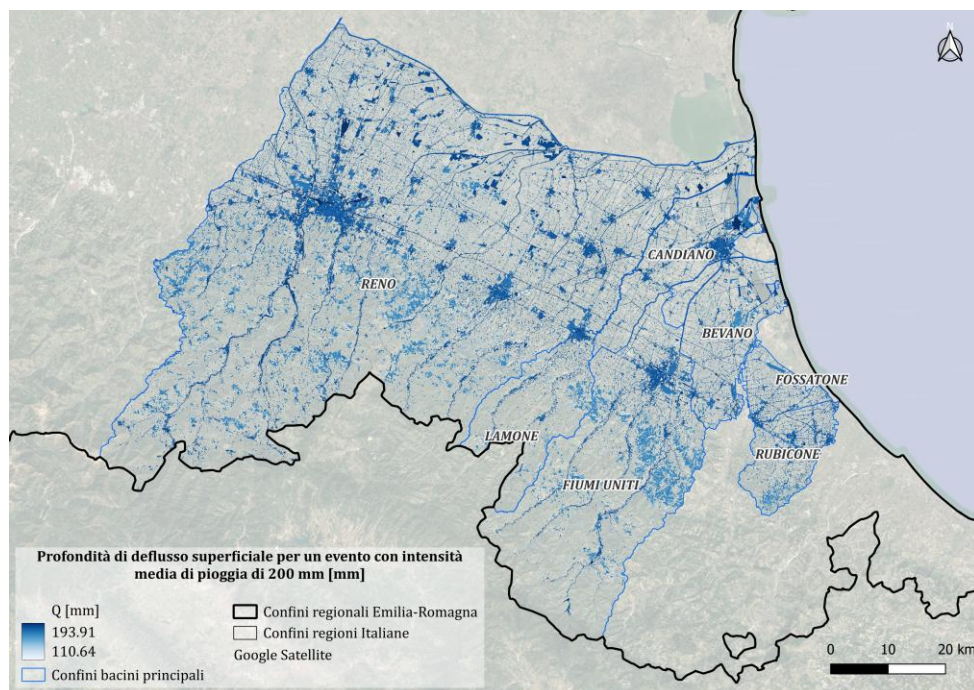 N
CANDIANO
RENO
BEVANO
FOSSATONE
LAMONE
RUBICONE
FIUMI UNITI
Profondità di deflusso superficiale per un evento con intensità
media di pioggia di 200 mm [mm]
Q [mm]
193.91
110.64
Confini bacini principali
Confini regionali Emilia-Romagna
Confini regioni Italiane
Google Satellite
0 10 20 km